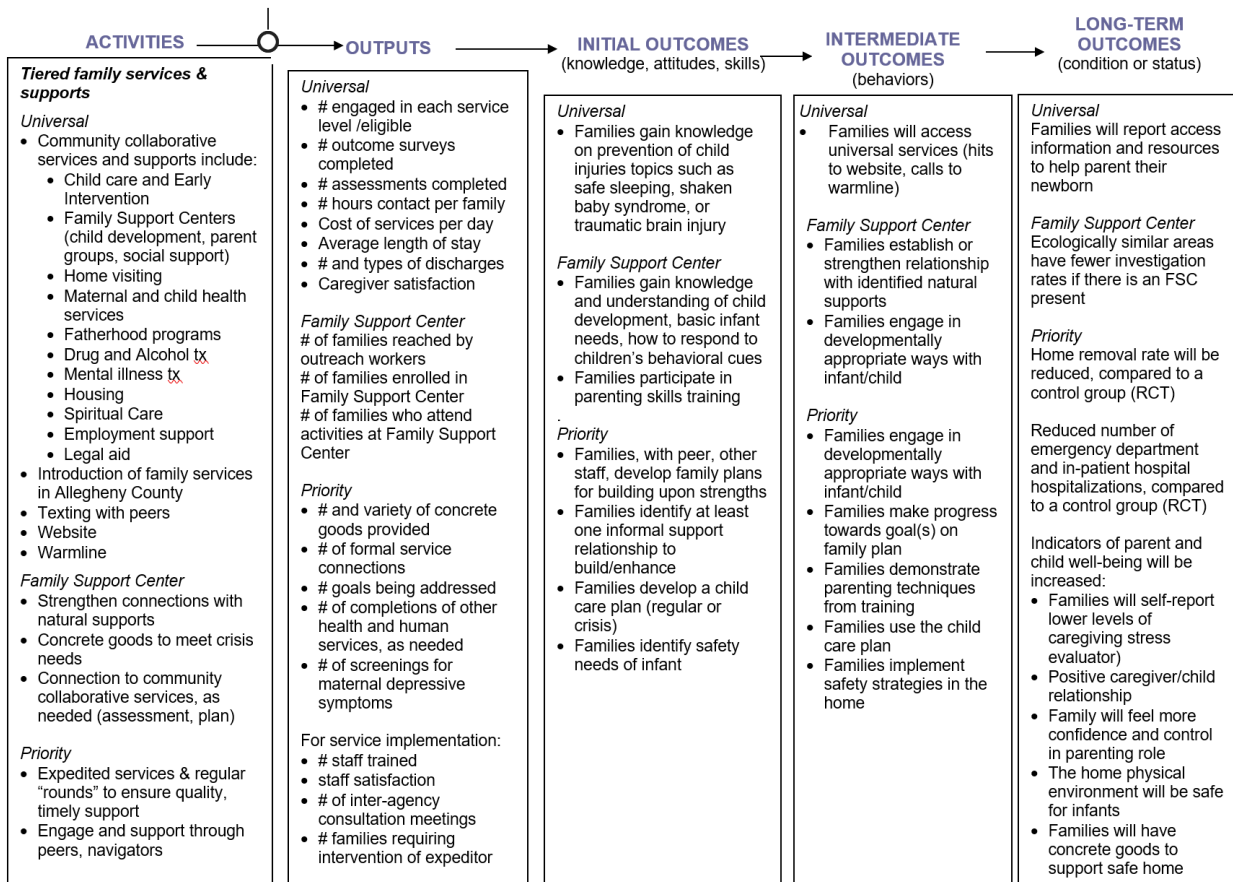 ACTIVITIES
Tiered family services &
supports
Universal
• Community collaborative
services and supports include:
• Child care and Early
Intervention
• Family Support Centers
(child development, parent
groups, social support)
• Home visiting
• Maternal and child health
services
• Fatherhood programs
• Drug and Alcohol tx
• Mental illness tx
• Housing
• Spiritual Care
• Employment support
• Legal aid
• Introduction of family services
in Allegheny County
• Texting with peers
• Website
• Warmline
Family Support Center
• Strengthen connections with
natural supports
• Concrete goods to meet crisis
needs
• Connection to community
collaborative services, as
needed (assessment, plan)
Priority
• Expedited services & regular
“rounds” to ensure quality,
timely support
• Engage and support through
peers, navigators
OUTPUTS
Universal
• # engaged in each service
level /eligible
• # outcome surveys
completed
• # assessments completed
• # hours contact per family
• Cost of services per day
• Average length of stay
• # and types of discharges
• Caregiver satisfaction
Family Support Center
# of families reached by
outreach workers
# of families enrolled in
Family Support Center
# of families who attend
activities at Family Support
Center
Priority
• # and variety of concrete
goods provided
• # of formal service
connections
• # goals being addressed
• # of completions of other
health and human
services, as needed
• # of screenings for
maternal depressive
symptoms
For service implementation:
• # staff trained
• staff satisfaction
• # of inter-agency
consultation meetings
• # families requiring
intervention of expeditor
INITIAL OUTCOMES
(knowledge, attitudes, skills)
Universal
• Families gain knowledge
on prevention of child
injuries topics such as
safe sleeping, shaken
baby syndrome, or
traumatic brain injury
Family Support Center
• Families gain knowledge
and understanding of child
development, basic infant
needs, how to respond to
children’s behavioral cues
• Families participate in
parenting skills training
.
Priority
• Families, with peer, other
staff, develop family plans
for building upon strengths
• Families identify at least
one informal support
relationship to
build/enhance
• Families develop a child
care plan (regular or
crisis)
• Families identify safety
needs of infant
INTERMEDIATE
OUTCOMES
(behaviors)
Universal
• Families will access
universal services (hits
to website, calls to
warmline)
Family Support Center
• Families establish or
strengthen relationship
with identified natural
supports
• Families engage in
developmentally
appropriate ways with
infant/child
Priority
• Families engage in
developmentally
appropriate ways with
infant/child
• Families make progress
towards goal(s) on
family plan
• Families demonstrate
parenting techniques
from training
• Families use the child
care plan
• Families implement
safety strategies in the
home
LONG-TERM
OUTCOMES
(condition or status)
Universal
Families will report access
information and resources
to help parent their
newborn
Family Support Center
Ecologically similar areas
have fewer investigation
rates if there is an FSC
present
Priority
Home removal rate will be
reduced, compared to a
control group (RCT)
Reduced number of
emergency department
and in-patient hospital
hospitalizations, compared
to a control group (RCT)
Indicators of parent and
child well-being will be
increased:
• Families will self-report
lower levels of
caregiving stress
evaluator)
• Positive caregiver/child
relationship
• Family will feel more
confidence and control
in parenting role
• The home physical
environment will be safe
for infants
• Families will have
concrete goods to
support safe home